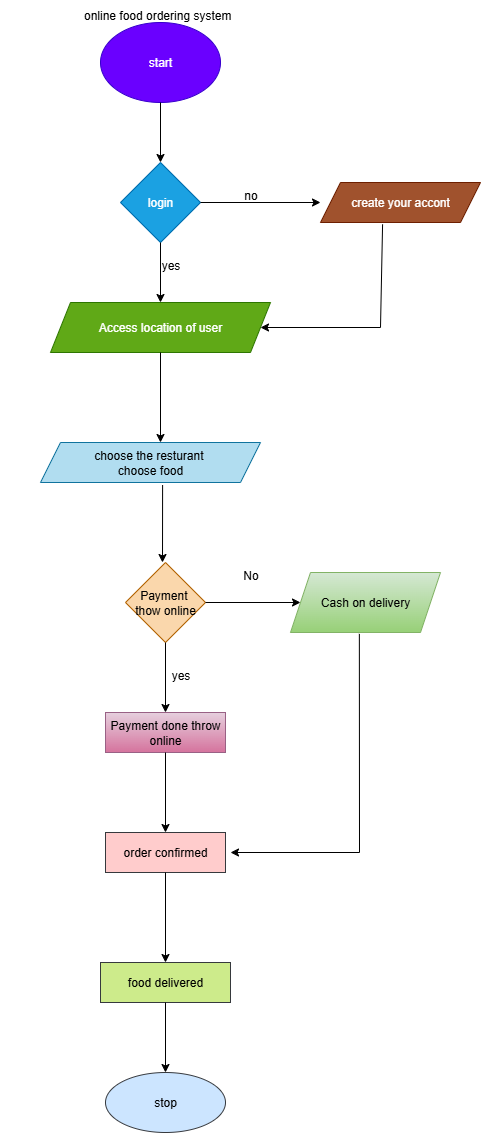 online food ordering system
start
login
no
create your accont
yes
Access location of user
choose the resturant
choose food
Payment
thow online
No
Cash on delivery
yes
Payment done throw
online
order confirmed
food delivered
stop